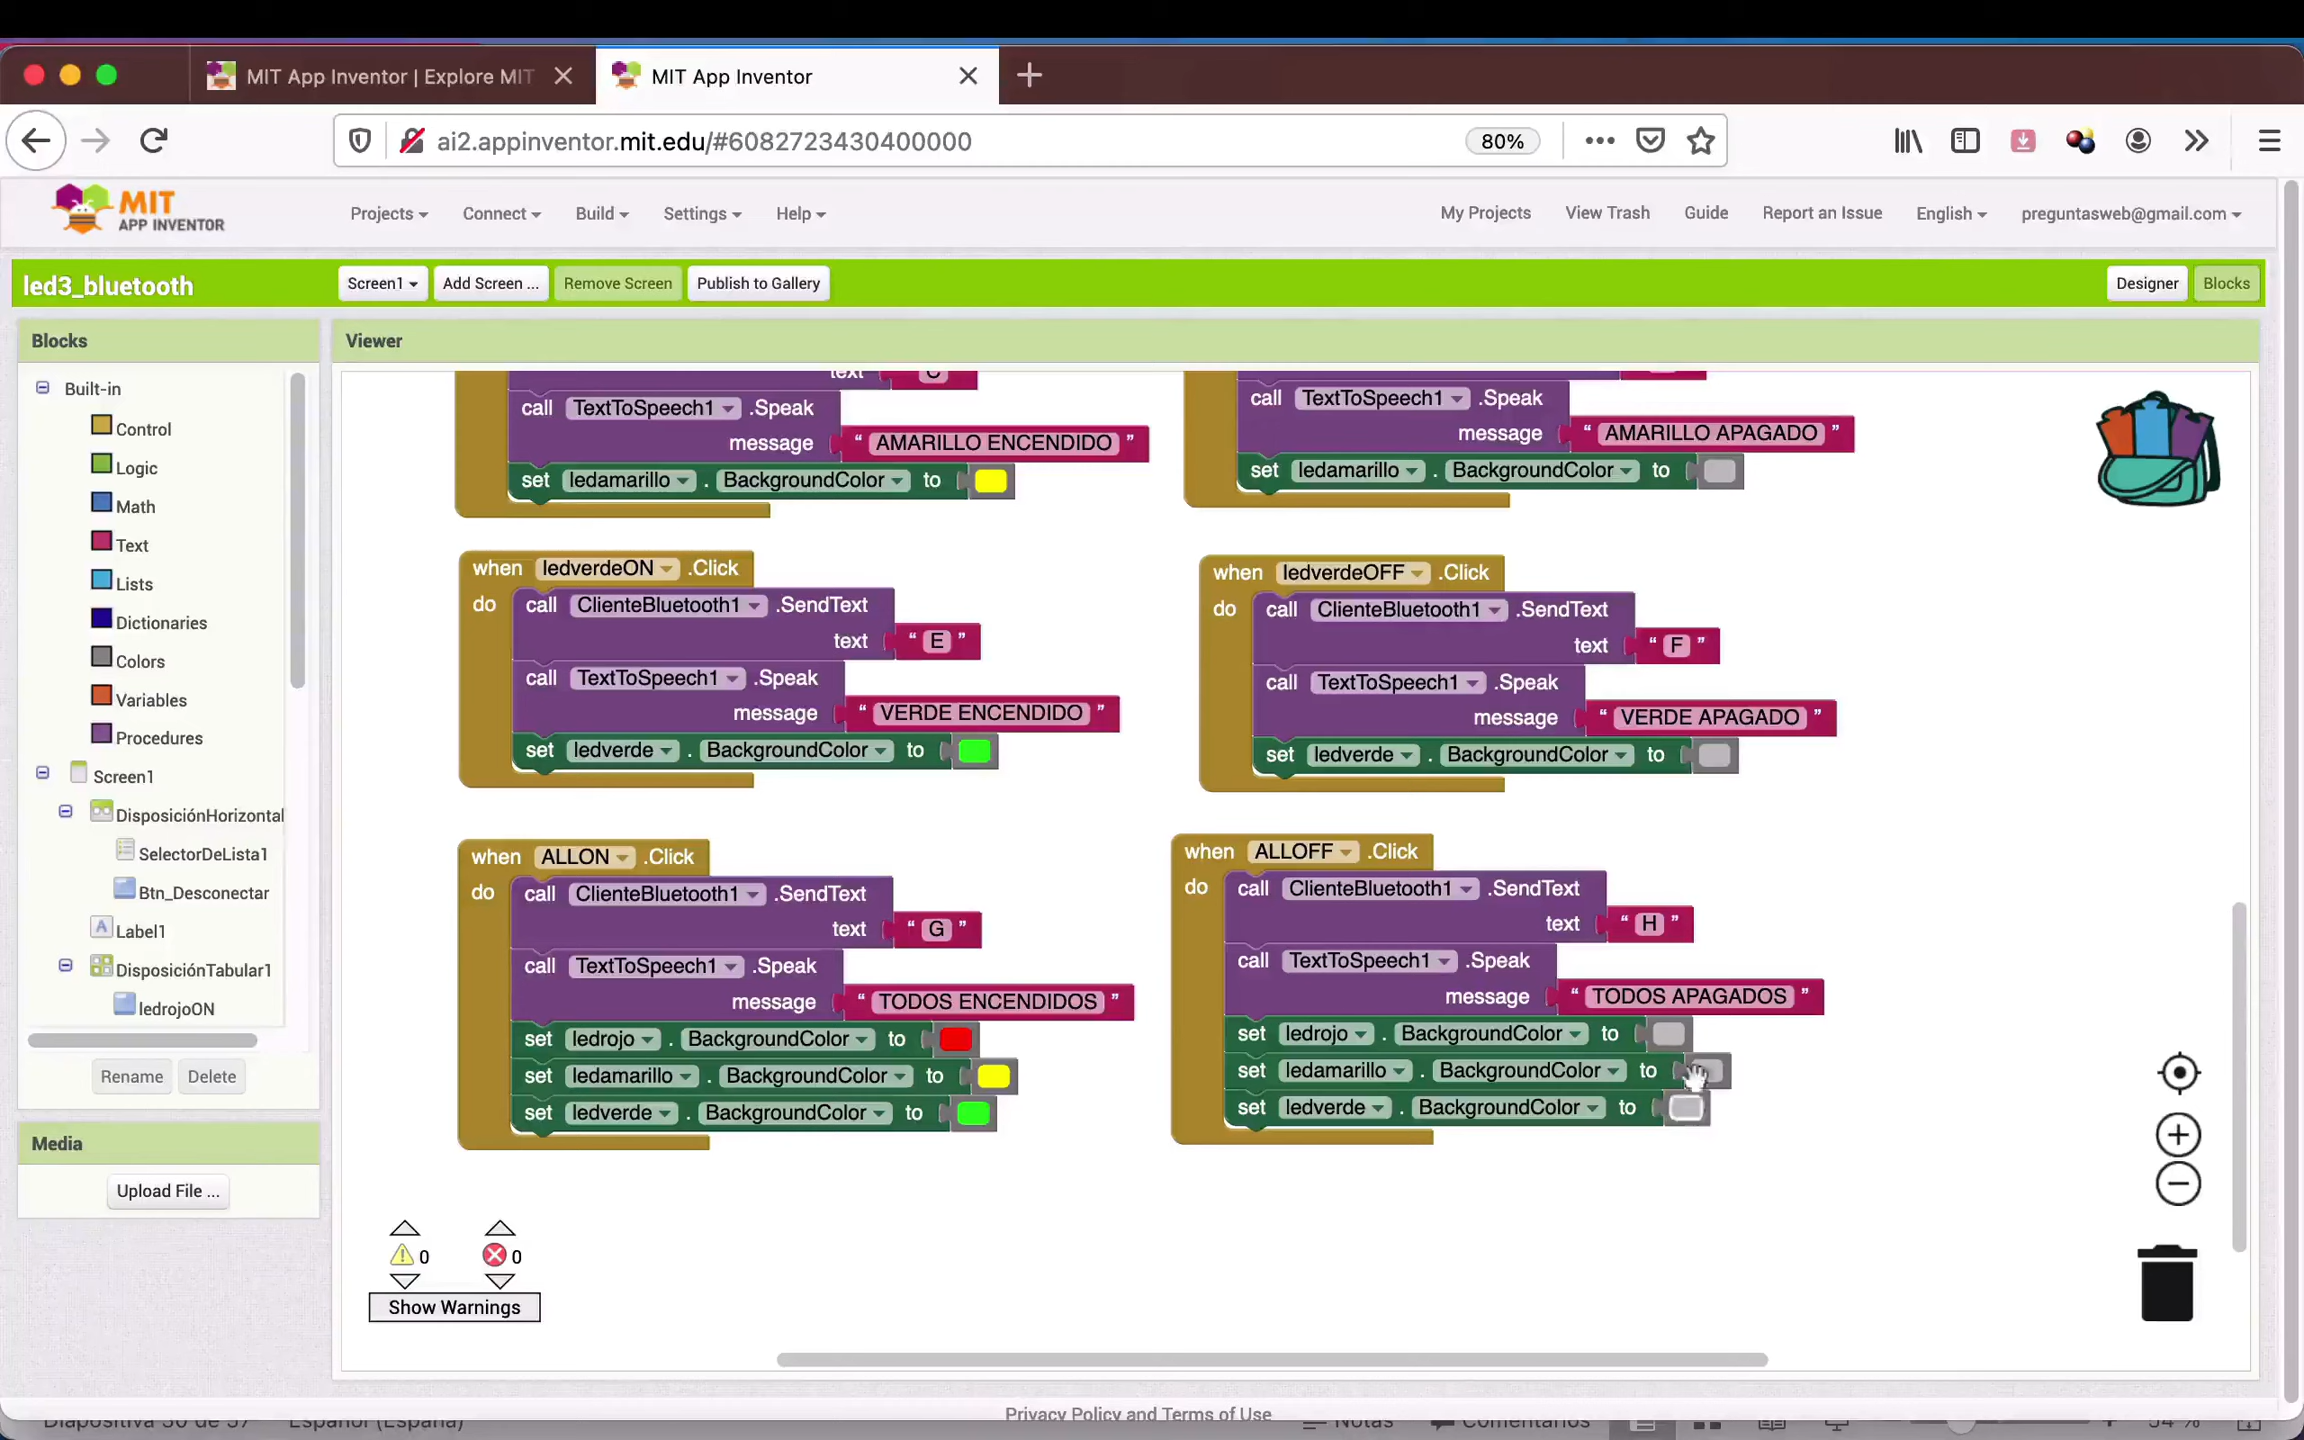 MIT App Inventor | Explore MIT
MIT App Inventor
ai2.appinventor.mit.edu/#6082723430400000
80%
MIT
APP INVENTOR
Projects
Connect
Build
Settings
Help
My Projects
View Trash
Guide
Report an Issue
English
preguntasweb@gmail.com
led3_bluetooth
Screen1
Add Screen ...
Remove Screen
Publish to Gallery
Designer
Blocks
Blocks
Built-in
Control
Logic
Math
Text
Lists
Dictionaries
Colors
Variables
Procedures
Screen1
DisposiciónHorizontal
SelectorDeLista1
Btn_Desconectar
Label1
DisposiciónTabular1
ledrojoON
Rename
Delete
Media
Upload File ...
Viewer
text
call TextToSpeech1 .Speak
message " AMARILLO ENCENDIDO "
set ledamarillo . BackgroundColor to
call TextToSpeech1 .Speak
message " AMARILLO APAGADO "
set ledamarillo . BackgroundColor to
when ledverdeON .Click
do call ClienteBluetooth1 .SendText
text " E "
call TextToSpeech1 .Speak
message " VERDE ENCENDIDO "
set ledverde . BackgroundColor to
when ledverdeOFF .Click
do call ClienteBluetooth1 .SendText
text " F "
call TextToSpeech1 .Speak
message " VERDE APAGADO "
set ledverde . BackgroundColor to
when ALLON .Click
do call ClienteBluetooth1 .SendText
text " G "
call TextToSpeech1 .Speak
message " TODOS ENCENDIDOS "
set ledrojo . BackgroundColor to
set ledamarillo . BackgroundColor to
set ledverde . BackgroundColor to
when ALLOFF .Click
do call ClienteBluetooth1 .SendText
text " H "
call TextToSpeech1 .Speak
message " TODOS APAGADOS "
set ledrojo . BackgroundColor to
set ledamarillo . BackgroundColor to
set ledverde . BackgroundColor to
0
0
Show Warnings
Privacy Policy and Terms of Use
Español (España)
Notas
Comentarios